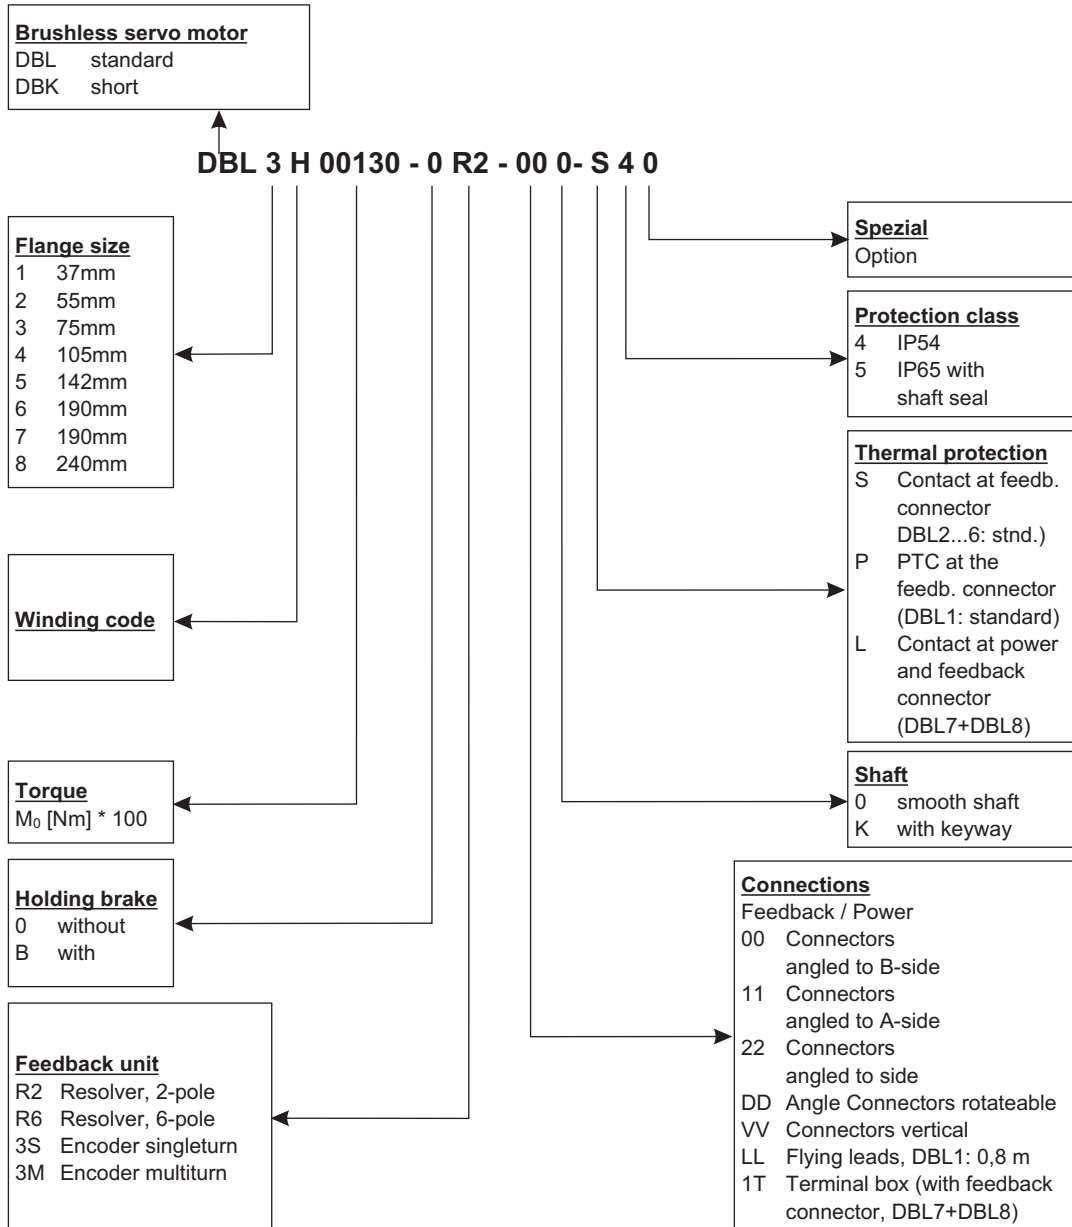 Brushless servo motor
DBL standard
DBK short
DBL 3 H 00130 - 0 R2 - 00 0- S 4 0
Flange size
1 37mm
2 55mm
3 75mm
4 105mm
5 142mm
6 190mm
7 190mm
8 240mm
Winding code
Torque
M₀ [Nm] * 100
Holding brake
0 without
B with
Feedback unit
R2 Resolver, 2-pole
R6 Resolver, 6-pole
3S Encoder singleturn
3M Encoder multiturn
Spezial
Option
Protection class
4 IP54
5 IP65 with
shaft seal
Thermal protection
S Contact at feedb.
connector
DBL2...6: stnd.)
P PTC at the
feedb. connector
(DBL1: standard)
L Contact at power
and feedback
connector
(DBL7+DBL8)
Shaft
0 smooth shaft
K with keyway
Connections
Feedback / Power
00 Connectors
angled to B-side
11 Connectors
angled to A-side
22 Connectors
angled to side
DD Angle Connectors rotateable
VV Connectors vertical
LL Flying leads, DBL1: 0,8 m
1T Terminal box (with feedback
connector, DBL7+DBL8)